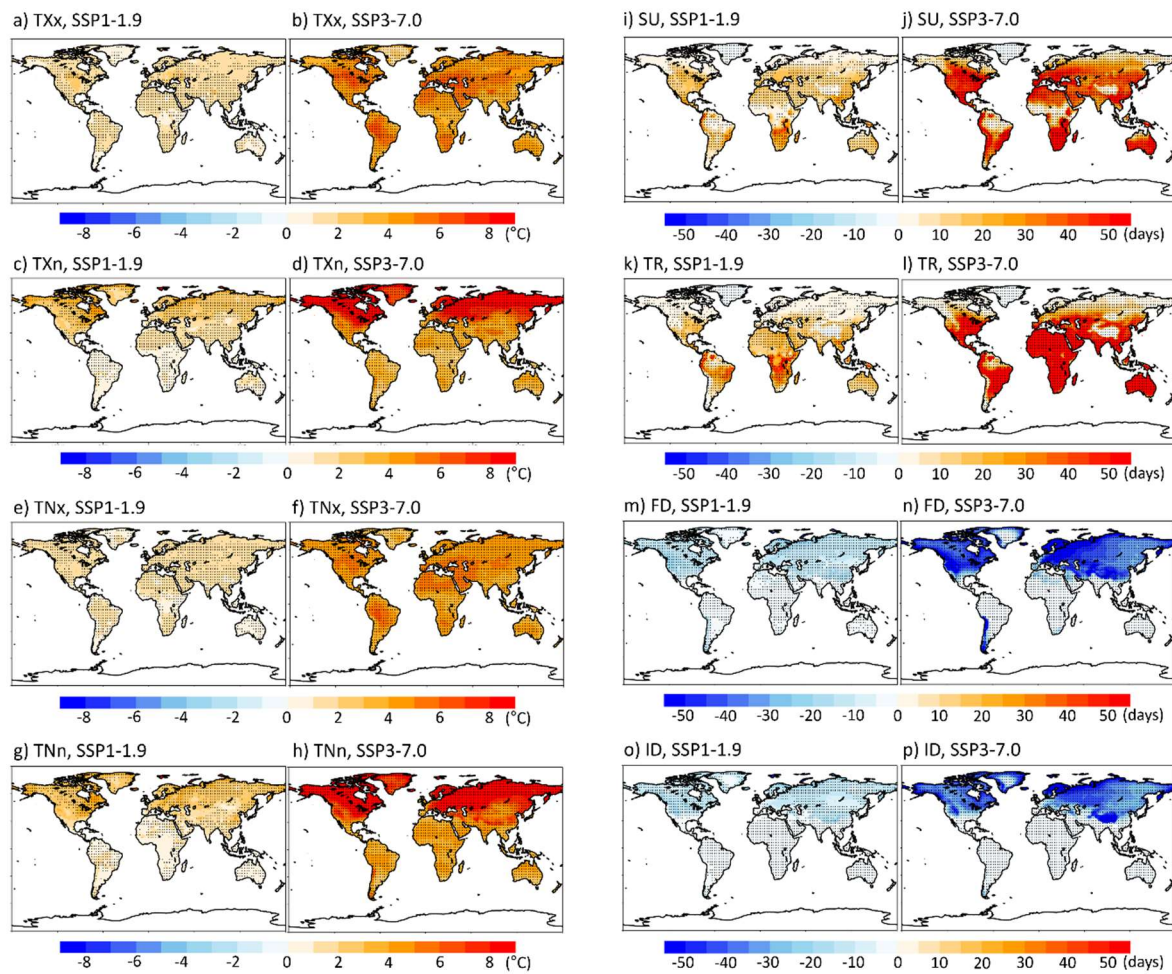 a) TXx, SSP1-1.9
b) TXx, SSP3-7.0
-8 -6 -4 -2 0 2 4 6 8 (°C)
c) TXn, SSP1-1.9
d) TXn, SSP3-7.0
-8 -6 -4 -2 0 2 4 6 8 (°C)
e) TNx, SSP1-1.9
f) TNx, SSP3-7.0
-8 -6 -4 -2 0 2 4 6 8 (°C)
g) TNn, SSP1-1.9
h) TNn, SSP3-7.0
-8 -6 -4 -2 0 2 4 6 8 (°C)
i) SU, SSP1-1.9
j) SU, SSP3-7.0
-50 -40 -30 -20 -10 0 10 20 30 40 50 (days)
k) TR, SSP1-1.9
l) TR, SSP3-7.0
-50 -40 -30 -20 -10 0 10 20 30 40 50 (days)
m) FD, SSP1-1.9
n) FD, SSP3-7.0
-50 -40 -30 -20 -10 0 10 20 30 40 50 (days)
o) ID, SSP1-1.9
p) ID, SSP3-7.0
-50 -40 -30 -20 -10 0 10 20 30 40 50 (days)